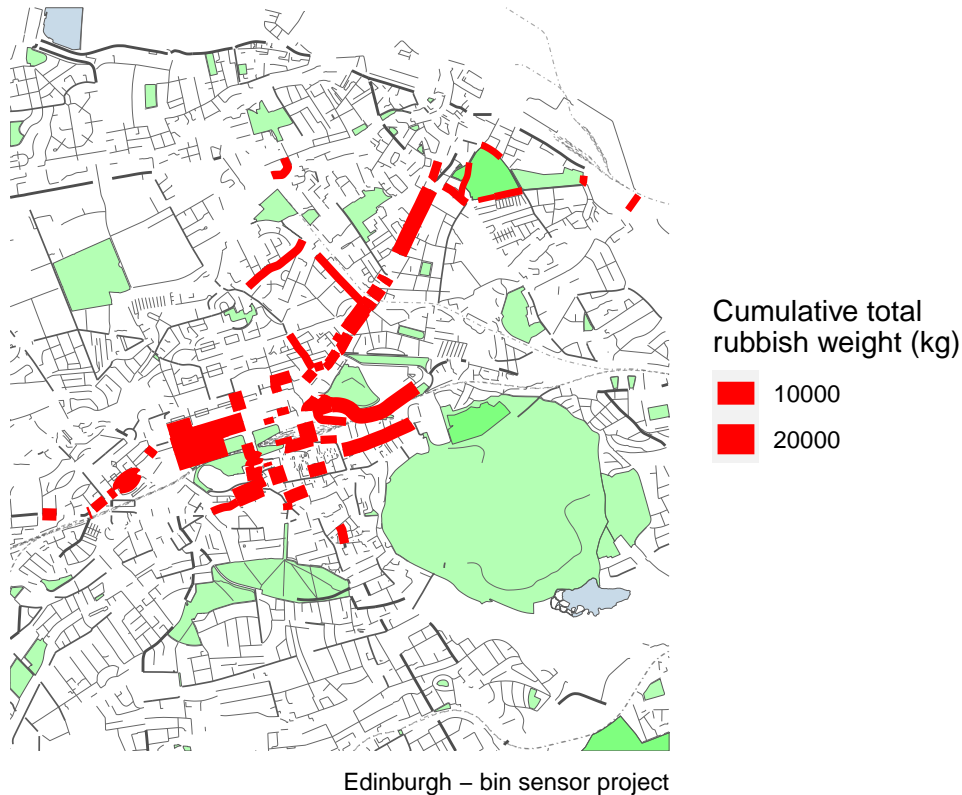 Cumulative total
rubbish weight (kg)
10000
20000
Edinburgh – bin sensor project